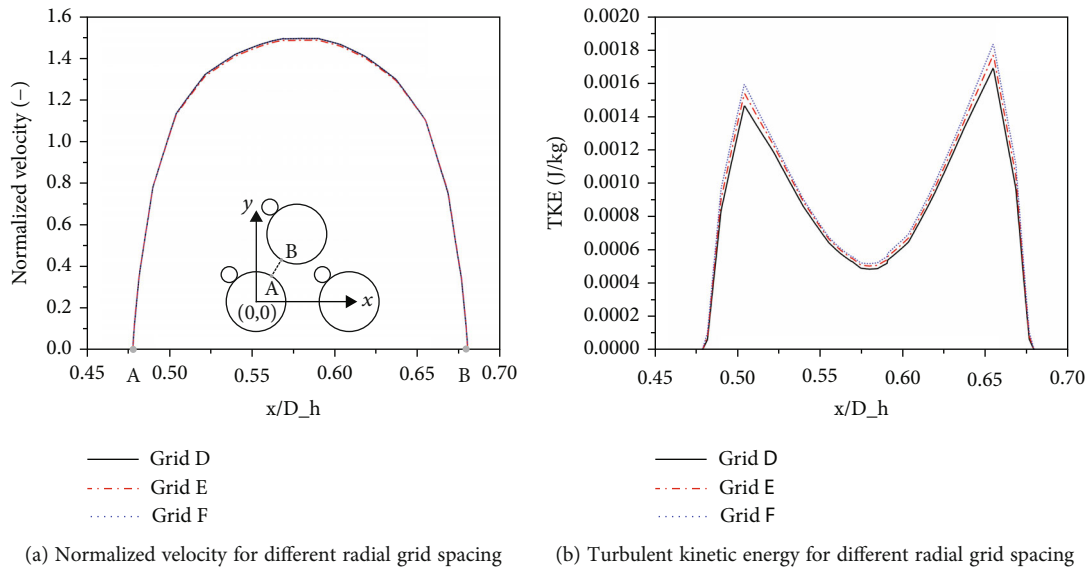 Normalized velocity (−)
1.6
1.4
1.2
1.0
0.8
0.6
0.4
0.2
0.0
y
B
A
(0,0)
x
0.45 0.50 0.55 0.60 0.65 0.70
A B
x/D_h
Grid D
Grid E
Grid F
(a) Normalized velocity for different radial grid spacing
TKE (J/kg)
0.0020
0.0018
0.0016
0.0014
0.0012
0.0010
0.0008
0.0006
0.0004
0.0002
0.0000
0.45 0.50 0.55 0.60 0.65 0.70
x/D_h
Grid D
Grid E
Grid F
(b) Turbulent kinetic energy for different radial grid spacing